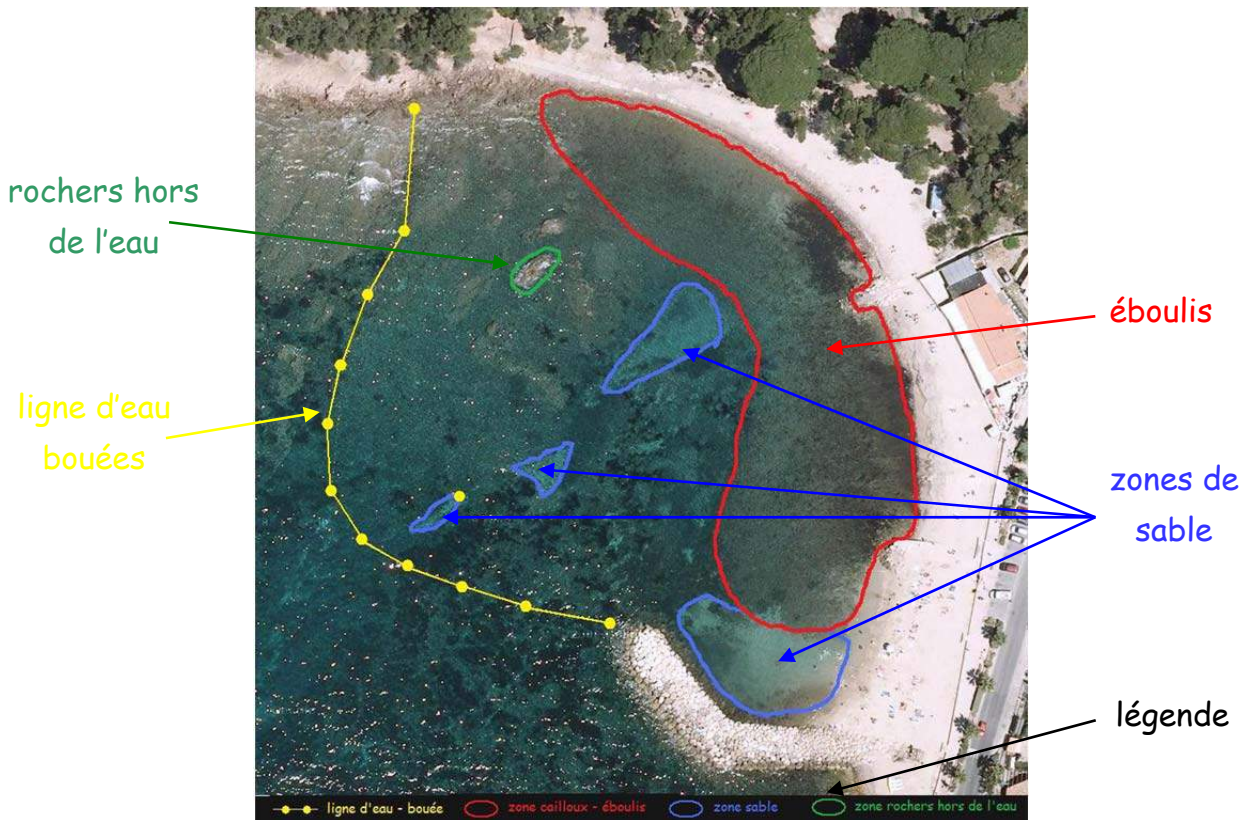 rochers hors
de l'eau
éboulis
ligne d'eau
bouées
zones de
sable
légende
ligne d'eau - bouée
zone cailloux - éboulis
zone sable
zone rochers hors de l'eau